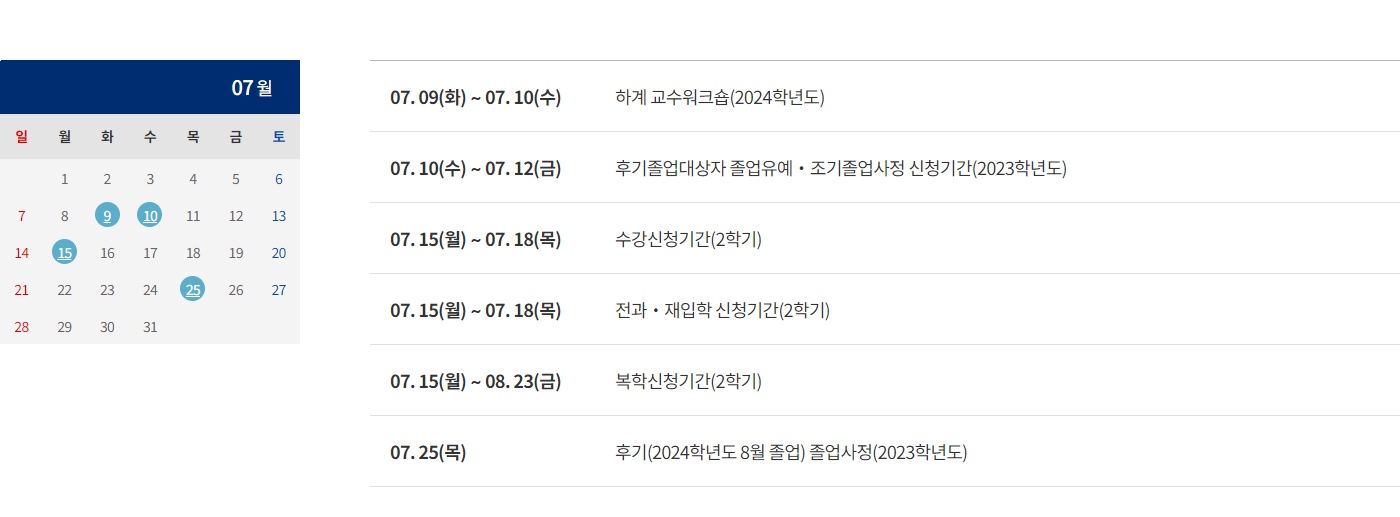 07월
일 월 화 수 목 금 토
1 2 3 4 5 6
7 8 9 10 11 12 13
14 15 16 17 18 19 20
21 22 23 24 25 26 27
28 29 30 31
07. 09(화) ~ 07. 10(수) 하계 교수워크숍(2024학년도)
07. 10(수) ~ 07. 12(금) 후기졸업대상자 졸업유예・조기졸업사정 신청기간(2023학년도)
07. 15(월) ~ 07. 18(목) 수강신청기간(2학기)
07. 15(월) ~ 07. 18(목) 전과・재입학 신청기간(2학기)
07. 15(월) ~ 08. 23(금) 복학신청기간(2학기)
07. 25(목) 후기(2024학년도 8월 졸업) 졸업사정(2023학년도)